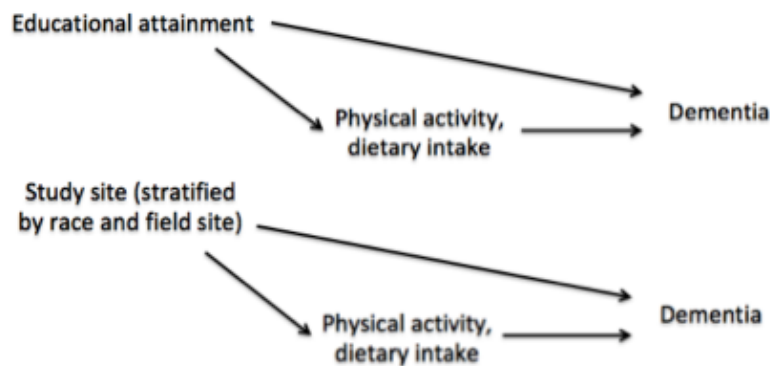 Educational attainment
Physical activity,
dietary intake
Dementia
Study site (stratified
by race and field site)
Physical activity,
dietary intake
Dementia